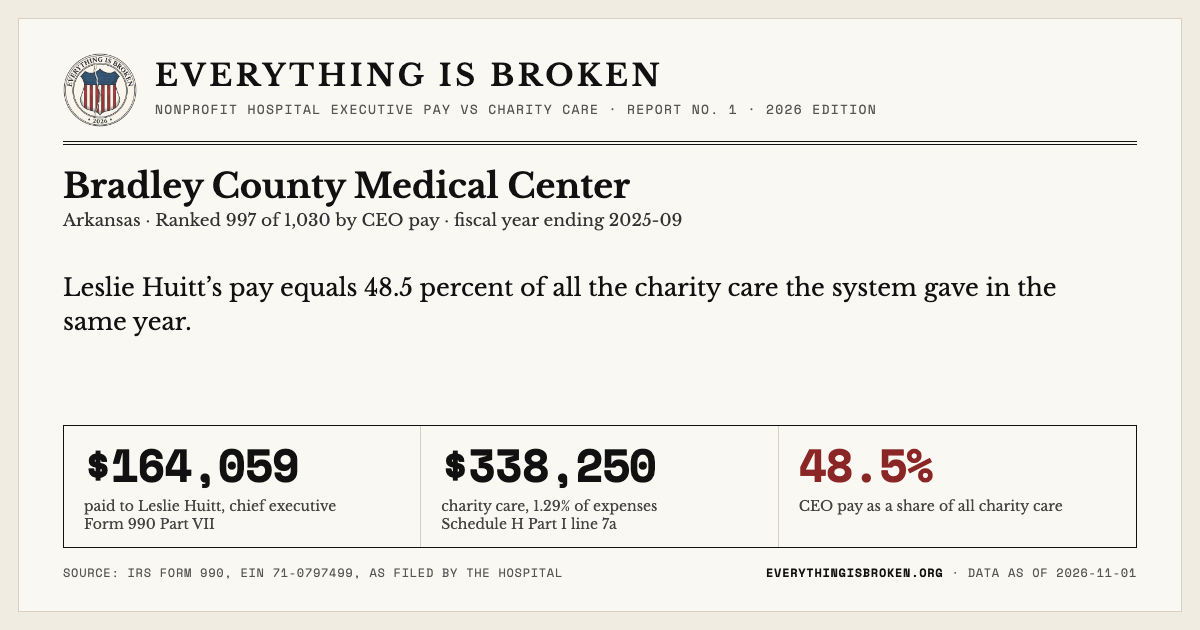 EVERYTHING IS BROKEN
· 2026 ·
EVERYTHING IS BROKEN
NONPROFIT HOSPITAL EXECUTIVE PAY VS CHARITY CARE · REPORT NO. 1 · 2026 EDITION
Bradley County Medical Center
Arkansas · Ranked 997 of 1,030 by CEO pay · fiscal year ending 2025-09
Leslie Huitt’s pay equals 48.5 percent of all the charity care the system gave in the
same year.
$164,059
paid to Leslie Huitt, chief executive
Form 990 Part VII
$338,250
charity care, 1.29% of expenses
Schedule H Part I line 7a
48.5%
CEO pay as a share of all charity care
SOURCE: IRS FORM 990, EIN 71-0797499, AS FILED BY THE HOSPITAL
EVERYTHINGISBROKEN.ORG · DATA AS OF 2026-11-01